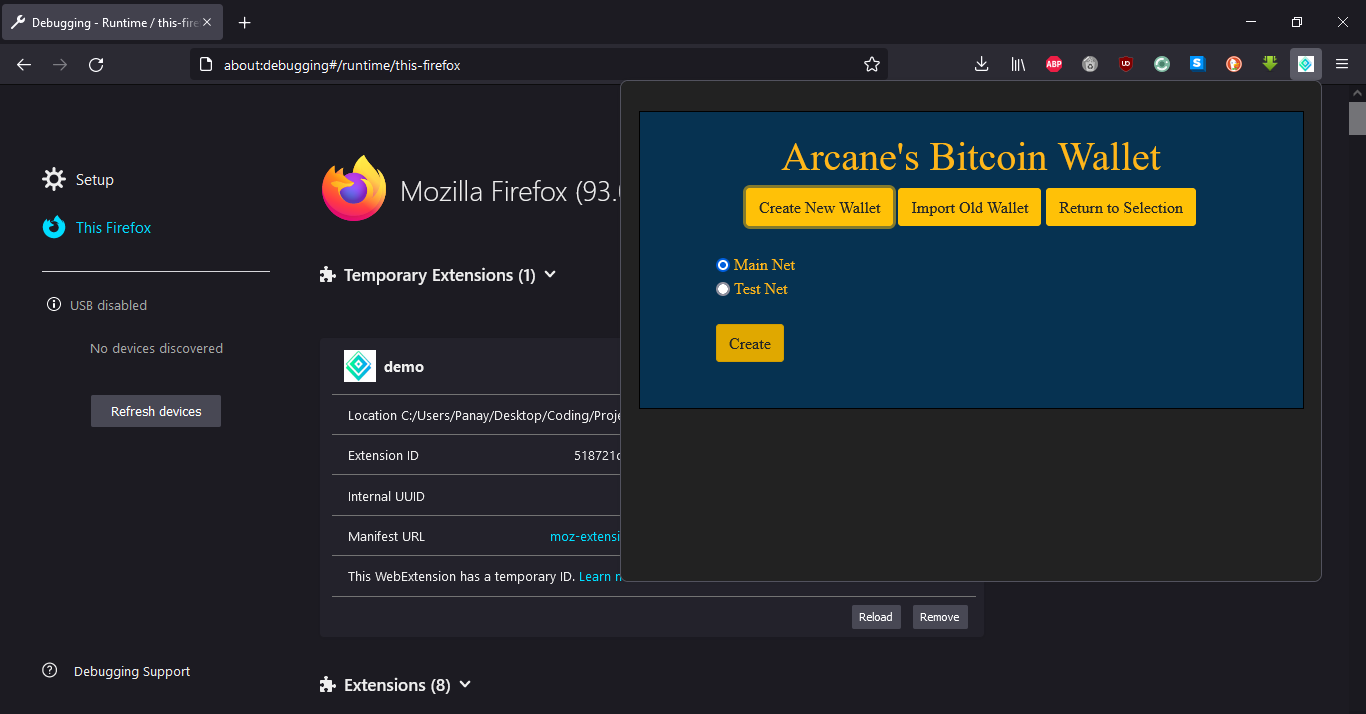 Debugging - Runtime / this-fire
about:debugging#/runtime/this-firefox
ABP
UD
S
Setup
This Firefox
USB disabled
No devices discovered
Refresh devices
Debugging Support
Mozilla Firefox (93.
Temporary Extensions (1)
demo
Location C:/Users/Panay/Desktop/Coding/Proje
Extension ID 518721
Internal UUID
Manifest URL moz-extensi
This WebExtension has a temporary ID. Learn
Reload Remove
Extensions (8)
Arcane's Bitcoin Wallet
Create New Wallet Import Old Wallet Return to Selection
Main Net
Test Net
Create